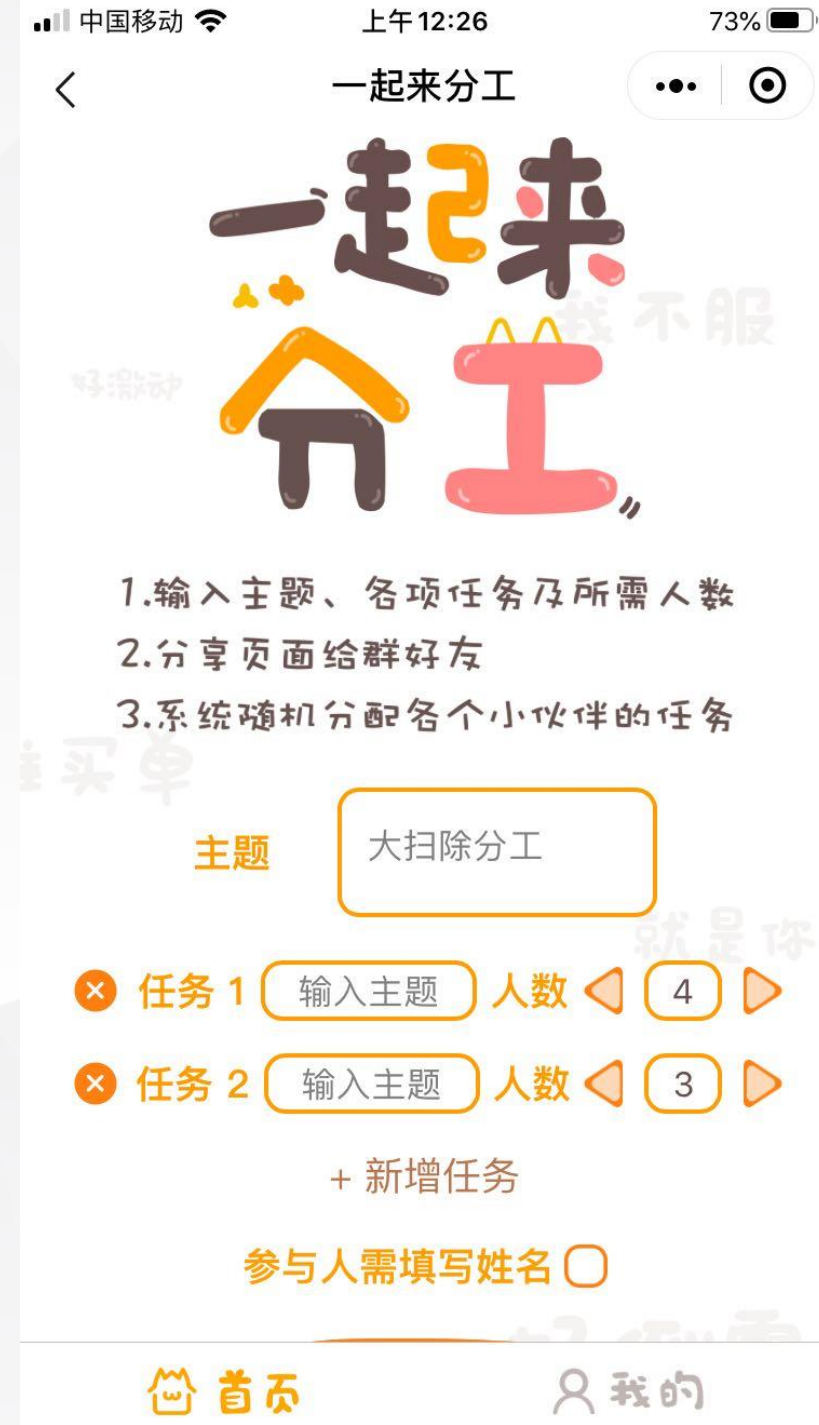 中国移动 上午12:26 73%
一起来分工
一起来
分工
我不服
好激动
1.输入主题、各项任务及所需人数
2.分享页面给群好友
3.系统随机分配各个小伙伴的任务
买单
主题 大扫除分工
就是你
任务 1 输入主题 人数 4
任务 2 输入主题 人数 3
+ 新增任务
参与人需填写姓名
首页 我的